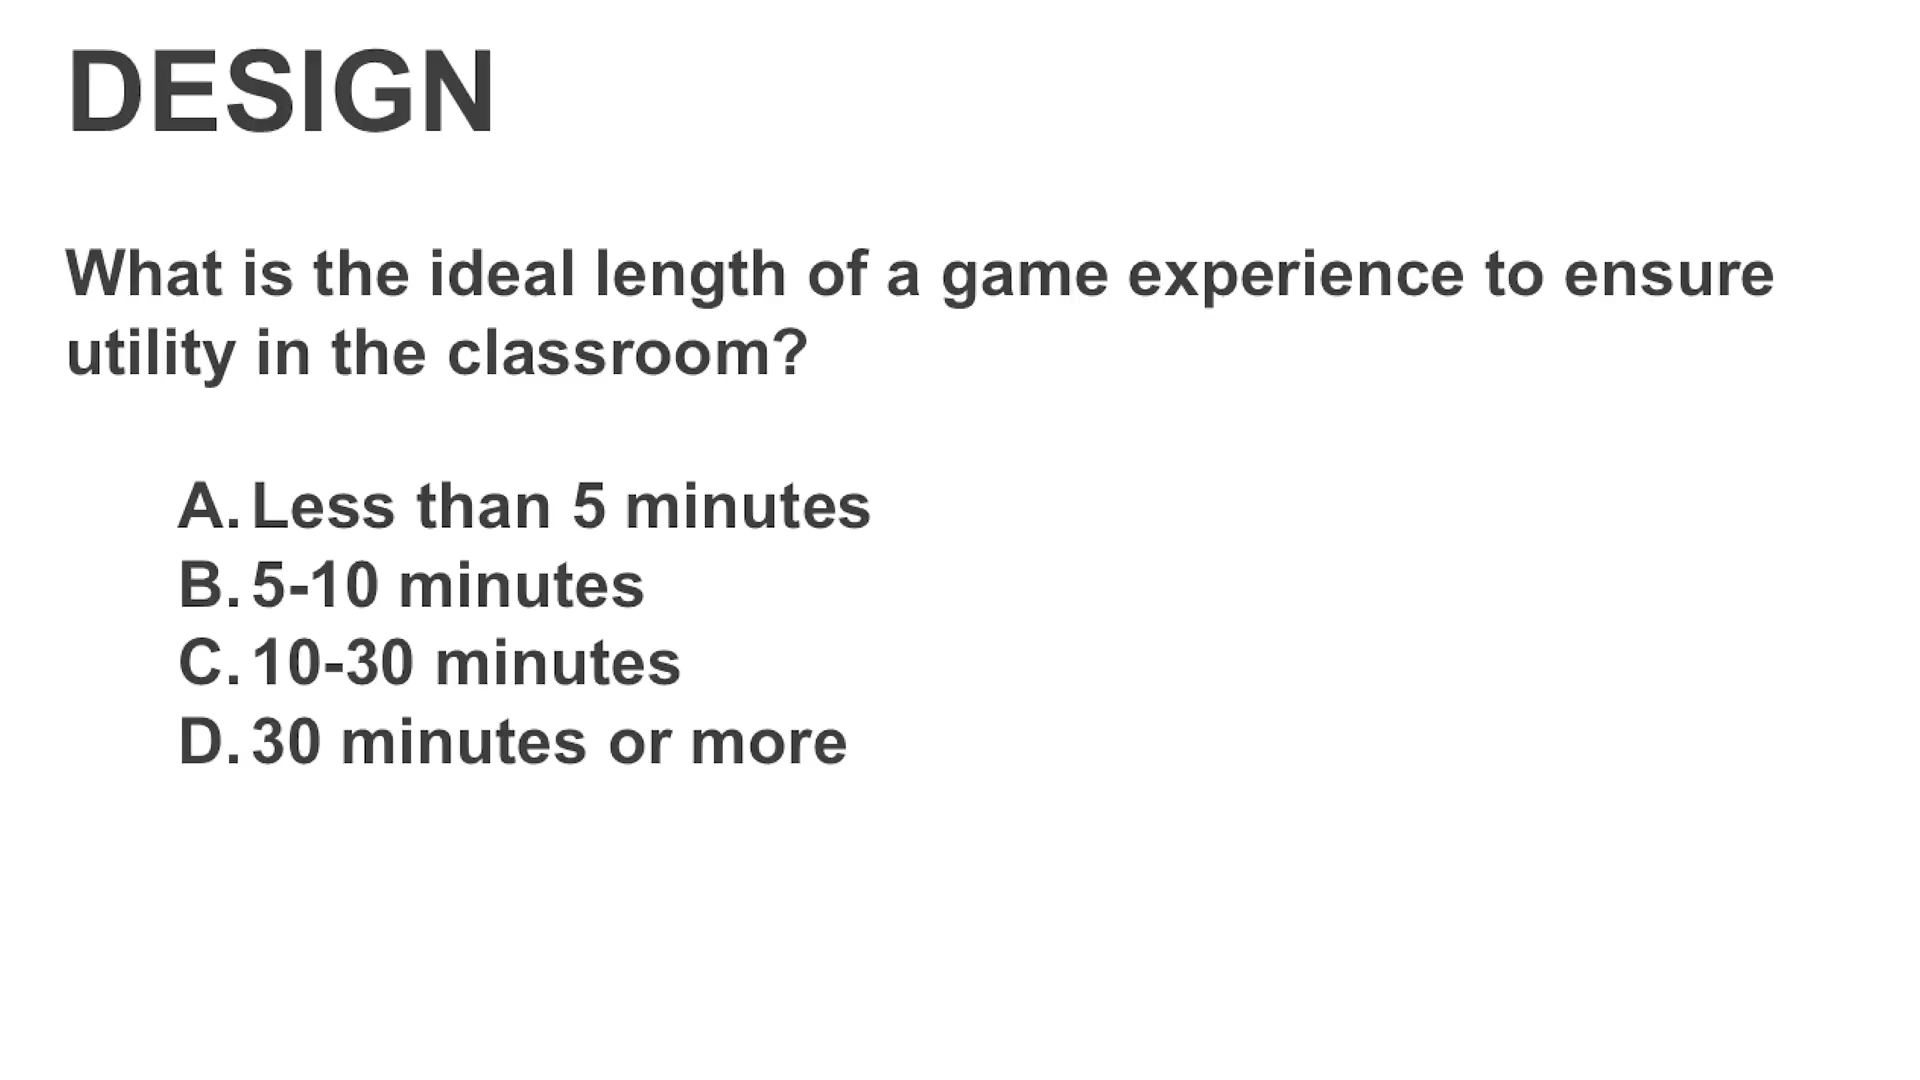 DESIGN
What is the ideal length of a game experience to ensure
utility in the classroom?
A. Less than 5 minutes
B. 5-10 minutes
C. 10-30 minutes
D. 30 minutes or more